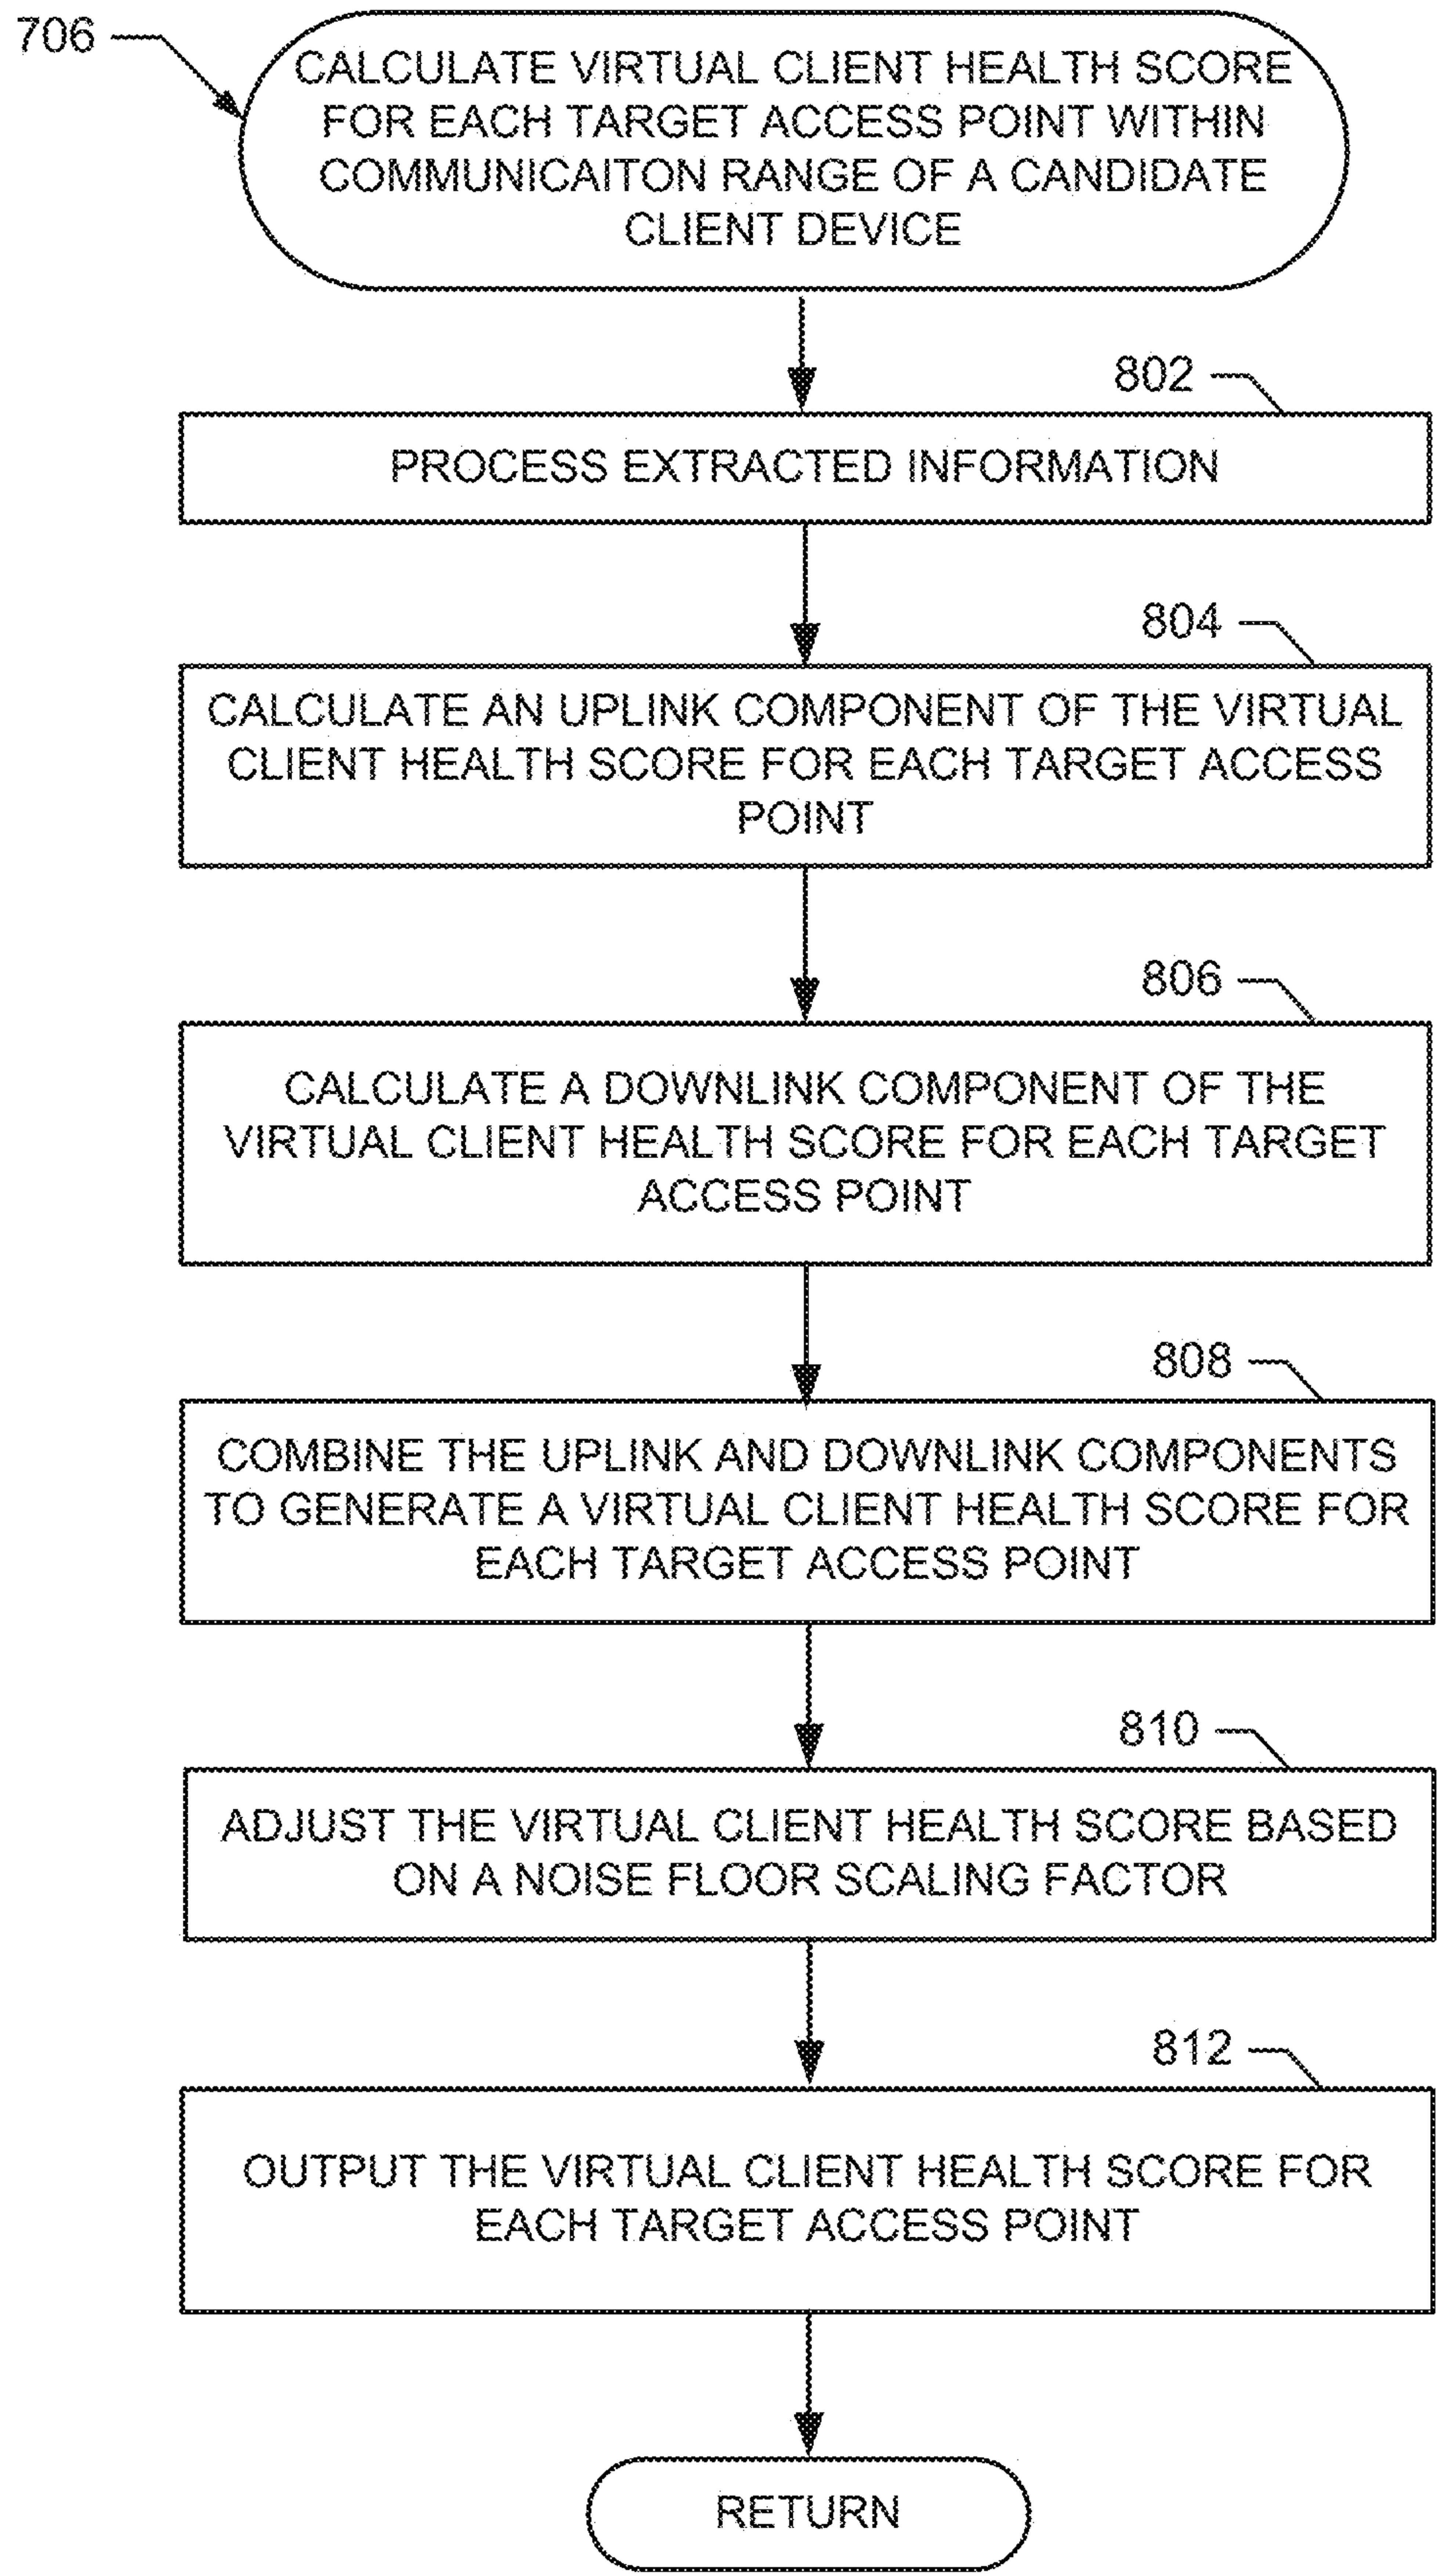 706
CALCULATE VIRTUAL CLIENT HEALTH SCORE
FOR EACH TARGET ACCESS POINT WITHIN
COMMUNICAITON RANGE OF A CANDIDATE
CLIENT DEVICE
802
PROCESS EXTRACTED INFORMATION
804
CALCULATE AN UPLINK COMPONENT OF THE VIRTUAL
CLIENT HEALTH SCORE FOR EACH TARGET ACCESS
POINT
806
CALCULATE A DOWNLINK COMPONENT OF THE
VIRTUAL CLIENT HEALTH SCORE FOR EACH TARGET
ACCESS POINT
808
COMBINE THE UPLINK AND DOWNLINK COMPONENTS
TO GENERATE A VIRTUAL CLIENT HEALTH SCORE FOR
EACH TARGET ACCESS POINT
810
ADJUST THE VIRTUAL CLIENT HEALTH SCORE BASED
ON A NOISE FLOOR SCALING FACTOR
812
OUTPUT THE VIRTUAL CLIENT HEALTH SCORE FOR
EACH TARGET ACCESS POINT
RETURN